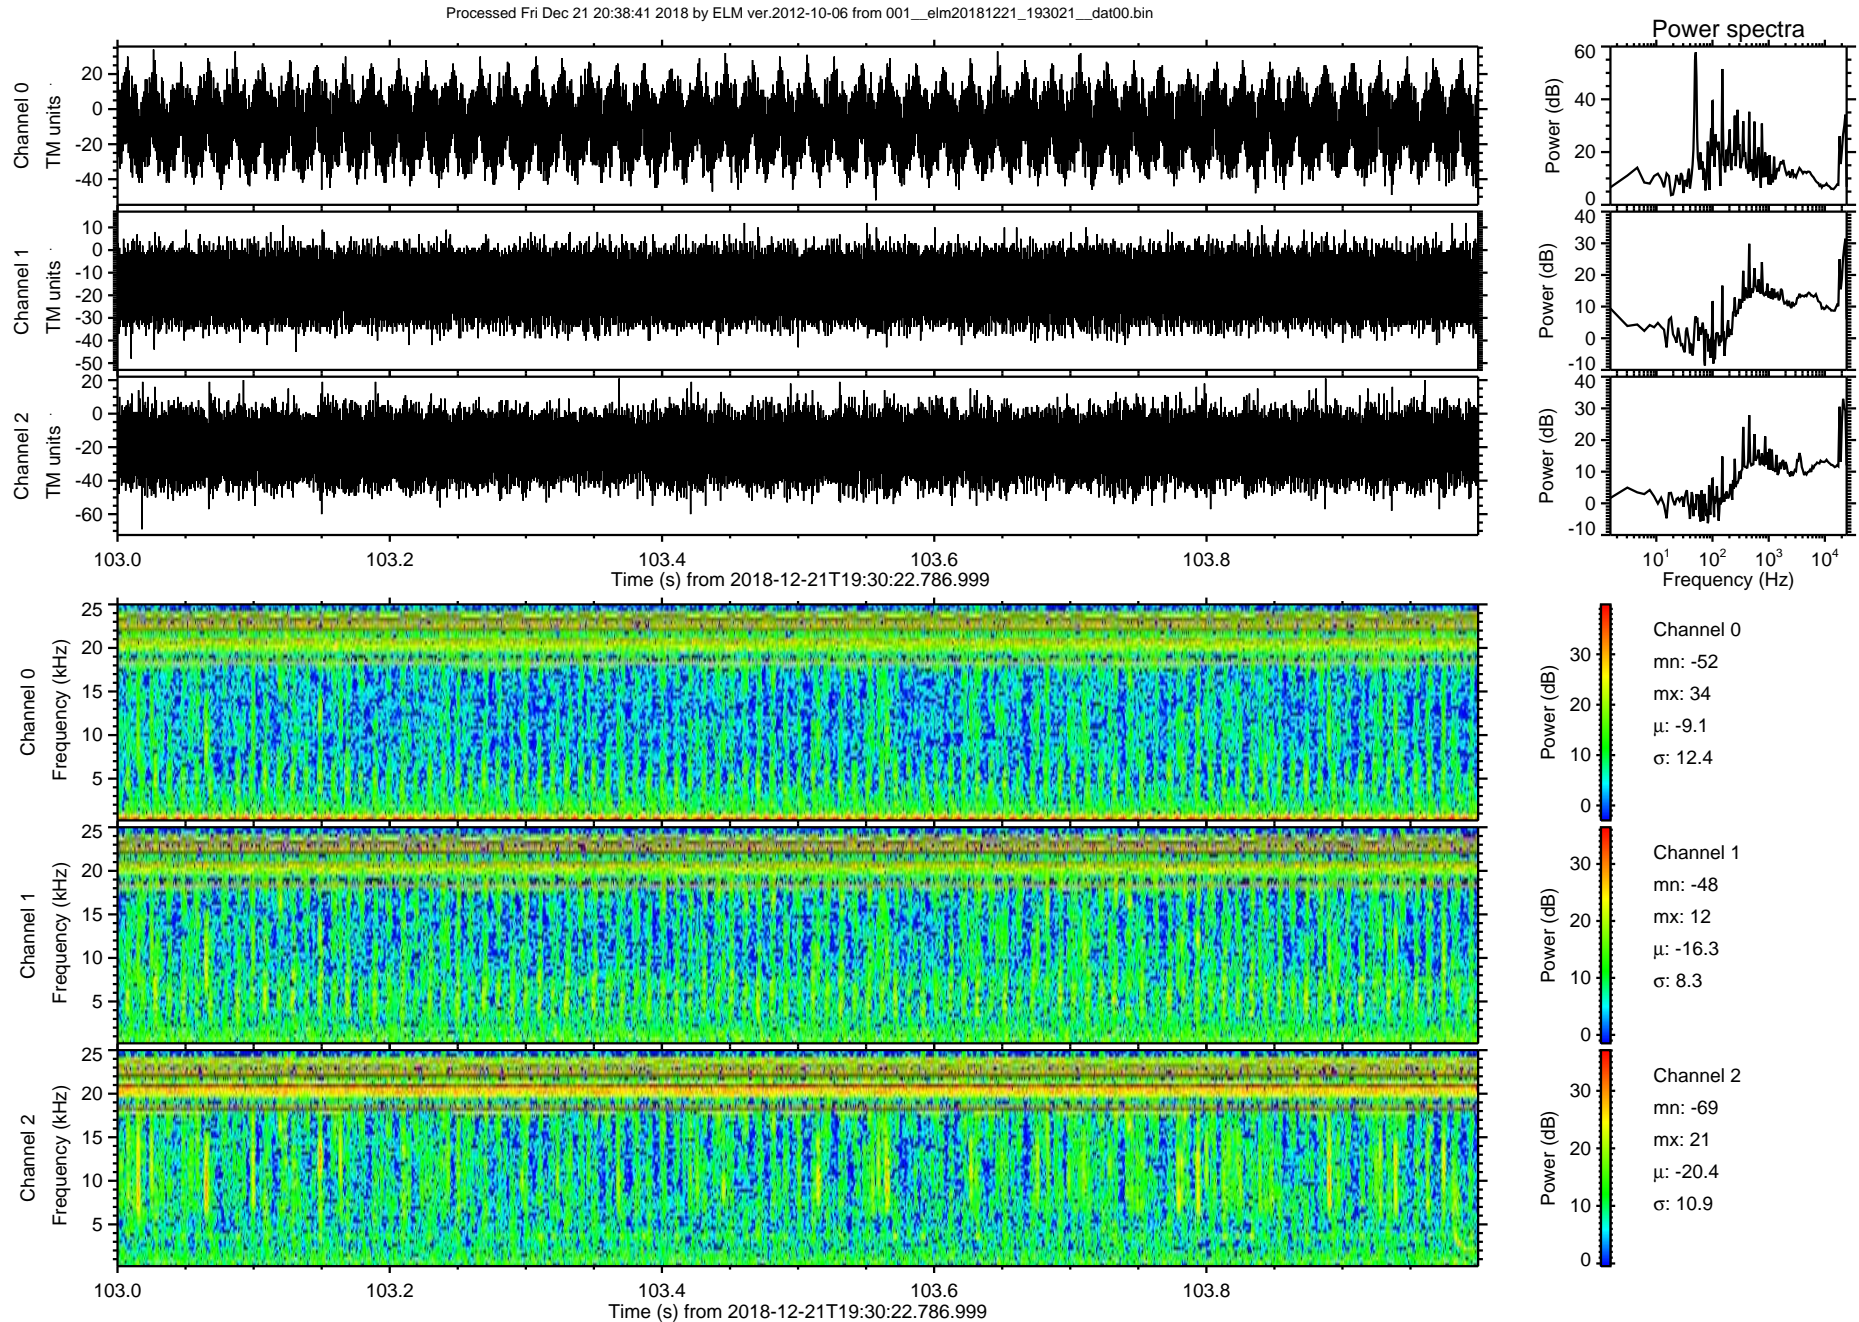 Processed Fri Dec 21 20:38:41 2018 by ELM ver.2012-10-06 from 001__elm20181221_193021__dat00.bin
Power spectra
Channel 0
TM units
20
0
-20
-40
Power (dB)
60
40
20
0
Channel 1
TM units
10
0
-10
-20
-30
-40
-50
Power (dB)
40
30
20
10
0
-10
Channel 2
TM units
20
0
-20
-40
-60
Power (dB)
40
30
20
10
0
-10
103.0 103.2 103.4 103.6 103.8
Time (s) from 2018-12-21T19:30:22.786.999
10¹ 10² 10³ 10⁴
Frequency (Hz)
Channel 0
Frequency (kHz)
25
20
15
10
5
Power (dB)
30
20
10
0
Channel 0
mn: -52
mx: 34
μ: -9.1
σ: 12.4
Channel 1
Frequency (kHz)
25
20
15
10
5
Power (dB)
30
20
10
0
Channel 1
mn: -48
mx: 12
μ: -16.3
σ: 8.3
Channel 2
Frequency (kHz)
25
20
15
10
5
Power (dB)
30
20
10
0
Channel 2
mn: -69
mx: 21
μ: -20.4
σ: 10.9
103.0 103.2 103.4 103.6 103.8
Time (s) from 2018-12-21T19:30:22.786.999